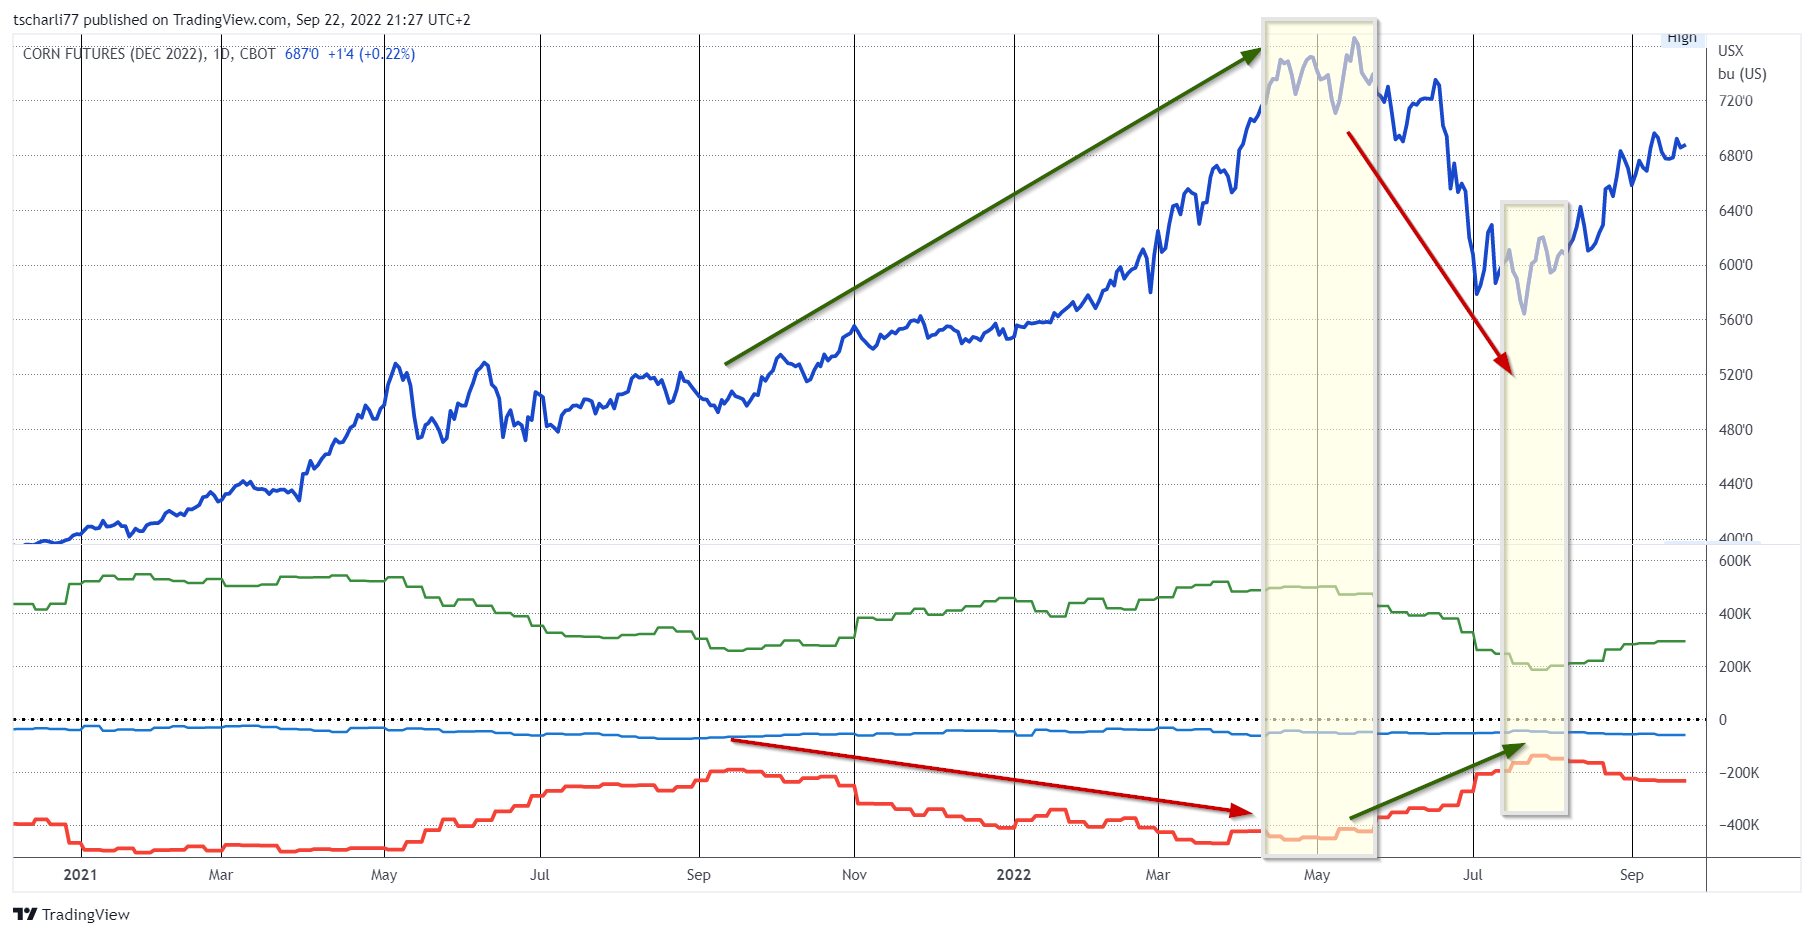 tscharli77 published on TradingView.com, Sep 22, 2022 21:27 UTC+2
CORN FUTURES (DEC 2022), 1D, CBOT 687'0 +1'4 (+0.22%)
High
USX
bu (US)
720'0
680'0
640'0
600'0
560'0
520'0
480'0
440'0
400'0
600K
400K
200K
0
−200K
−400K
2021 Mar May Jul Sep Nov 2022 Mar May Jul Sep
TradingView